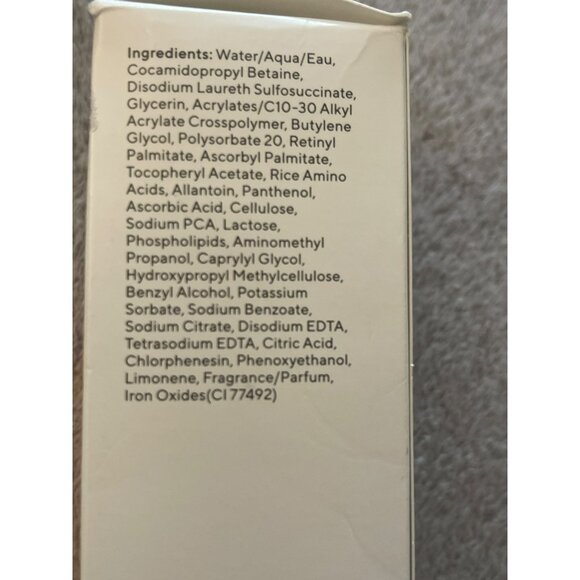 Ingredients: Water/Aqua/Eau,
Cocamidopropyl Betaine,
Disodium Laureth Sulfosuccinate,
Glycerin, Acrylates/C10-30 Alkyl
Acrylate Crosspolymer, Butylene
Glycol, Polysorbate 20, Retinyl
Palmitate, Ascorbyl Palmitate,
Tocopheryl Acetate, Rice Amino
Acids, Allantoin, Panthenol,
Ascorbic Acid, Cellulose,
Sodium PCA, Lactose,
Phospholipids, Aminomethyl
Propanol, Caprylyl Glycol,
Hydroxypropyl Methylcellulose,
Benzyl Alcohol, Potassium
Sorbate, Sodium Benzoate,
Sodium Citrate, Disodium EDTA,
Tetrasodium EDTA, Citric Acid,
Chlorphenesin, Phenoxyethanol,
Limonene, Fragrance/Parfum,
Iron Oxides(CI 77492)